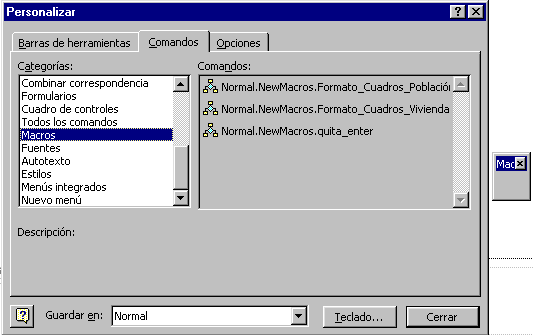 Personalizar
Barras de herramientas
Comandos
Opciones
Categorías:
Combinar correspondencia
Formularios
Cuadro de controles
Todos los comandos
Macros
Fuentes
Autotexto
Estilos
Menús integrados
Nuevo menú
Comandos:
Normal.NewMacros.Formato_Cuadros_Población
Normal.NewMacros.Formato_Cuadros_Vivienda
Normal.NewMacros.quita_enter
Mac
Descripción:
Guardar en:
Normal
Teclado...
Cerrar